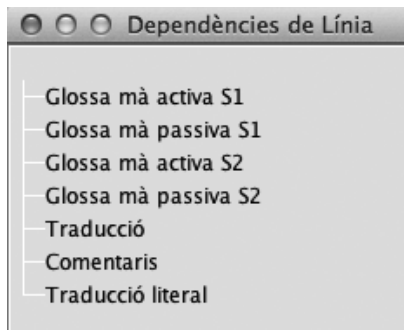 Dependències de Línia
Glossa mà activa S1
Glossa mà passiva S1
Glossa mà activa S2
Glossa mà passiva S2
Traducció
Comentaris
Traducció literal